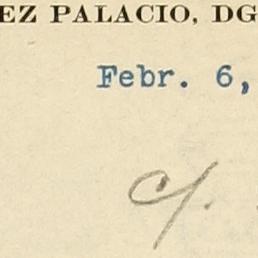 EZ PALACIO, DG
Febr. 6,
c/.